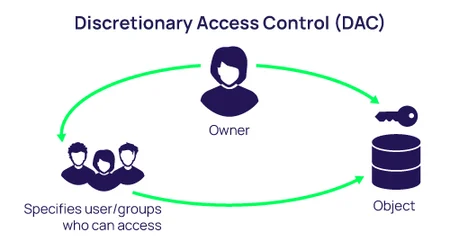 Discretionary Access Control (DAC)
Owner
Specifies user/groups
who can access
Object